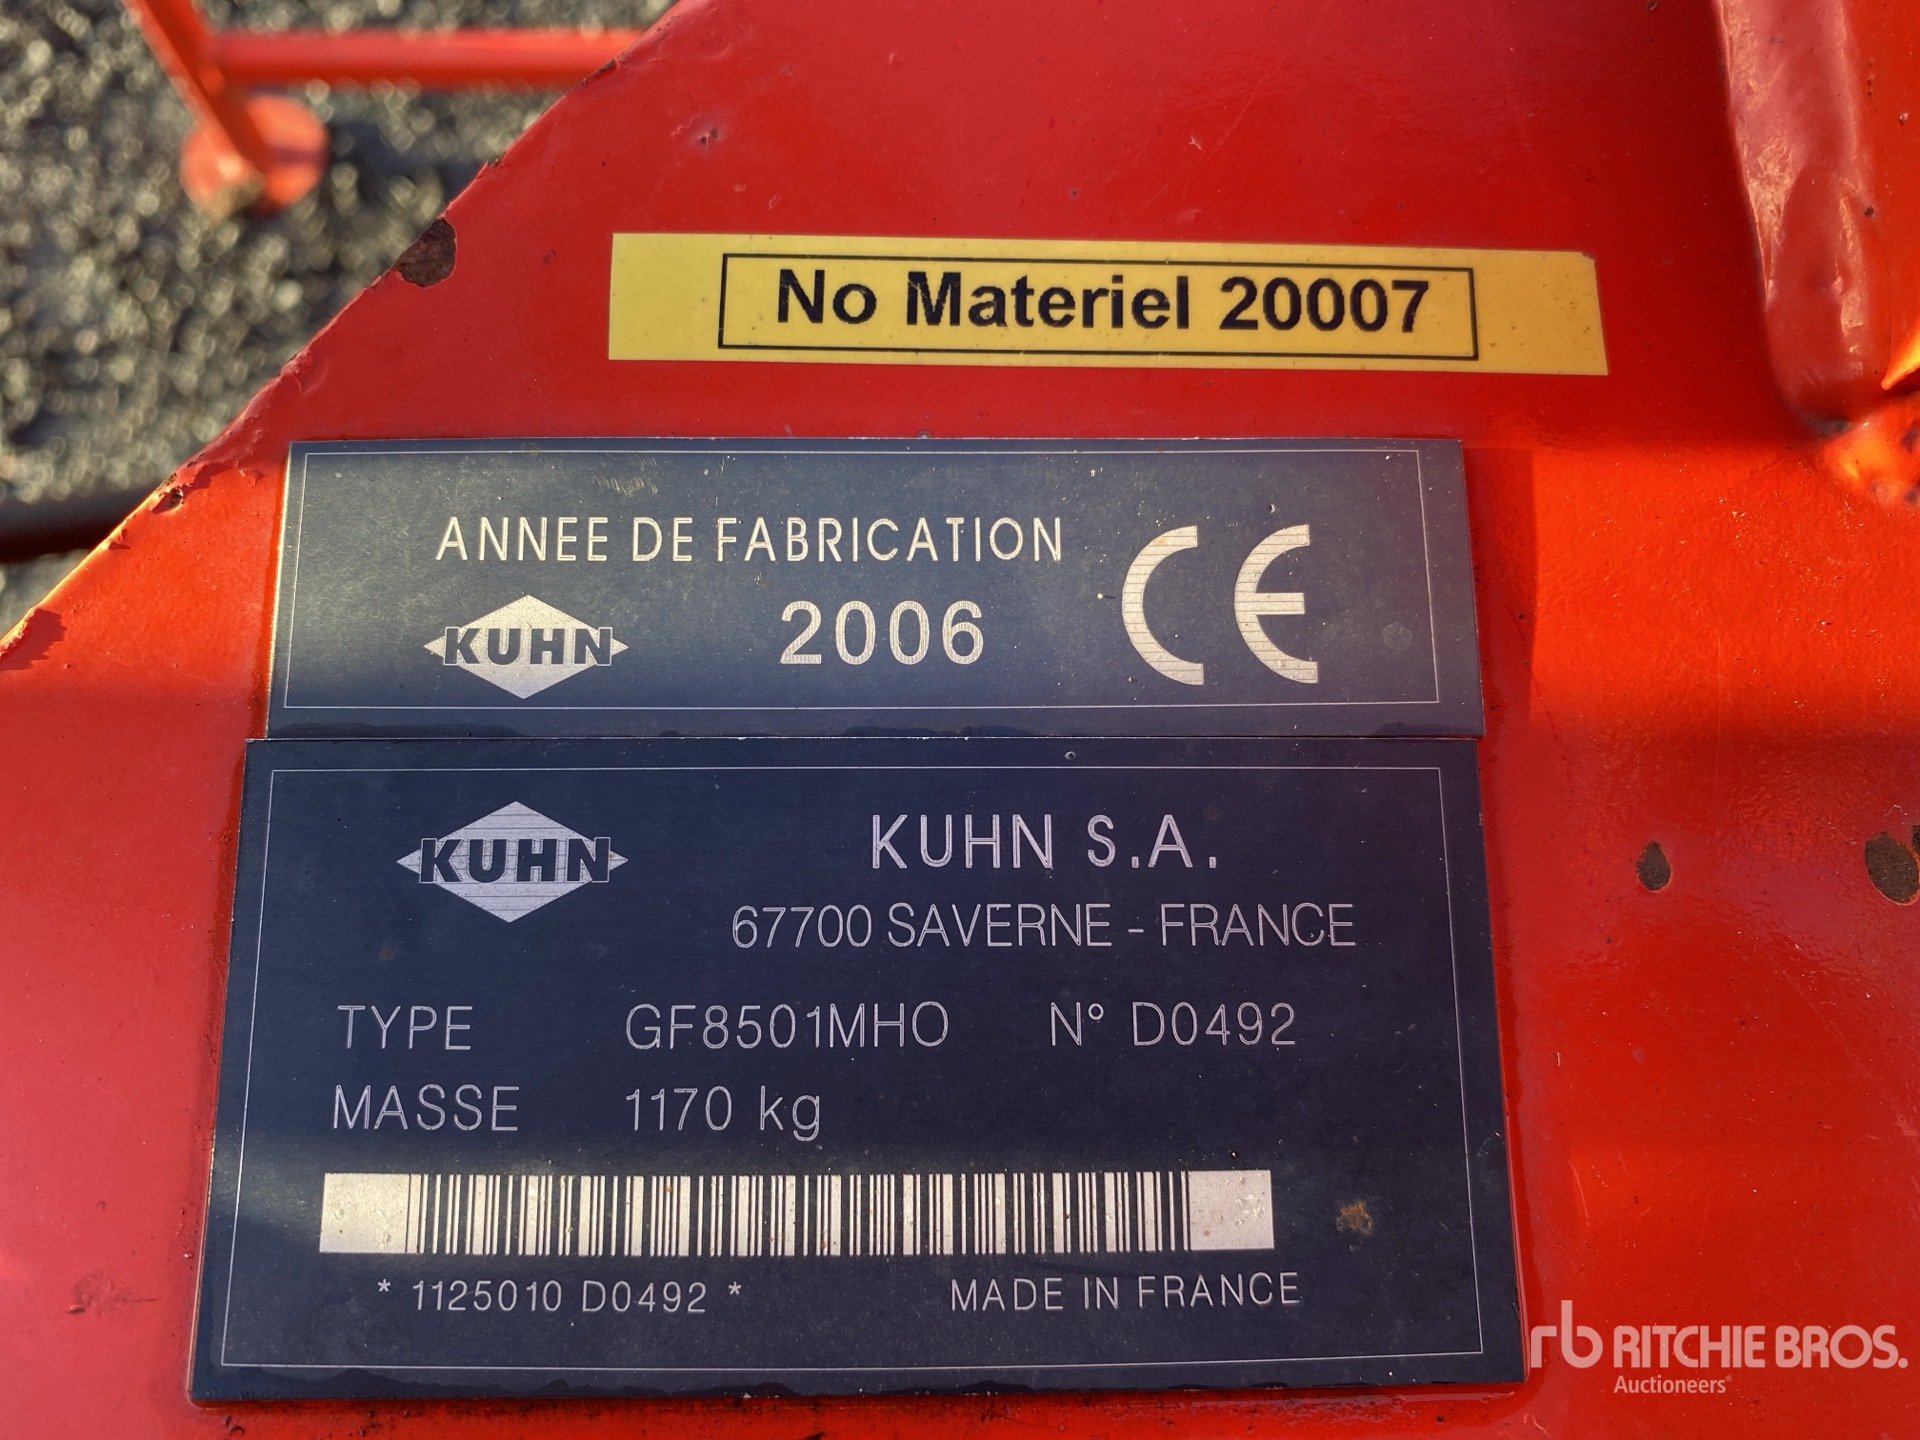 No Materiel 20007
ANNEE DE FABRICATION
KUHN
2006
CE
KUHN
KUHN S.A.
67700 SAVERNE - FRANCE
TYPE GF8501MHO N° D0492
MASSE 1170 kg
* 1125010 D0492 * MADE IN FRANCE
rb RITCHIE BROS.
Auctioneers